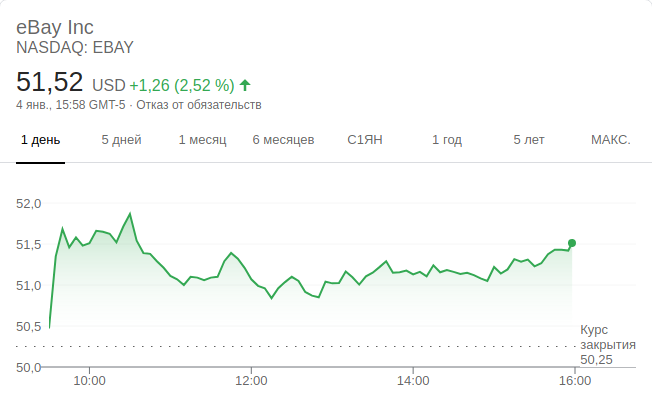 eBay Inc
NASDAQ: EBAY
51,52 USD +1,26 (2,52 %)
4 янв., 15:58 GMT-5 · Отказ от обязательств
1 день 5 дней 1 месяц 6 месяцев С1ЯН 1 год 5 лет МАКС.
52,0
51,5
51,0
50,5
Курс
закрытия
50,25
50,0
10:00 12:00 14:00 16:00